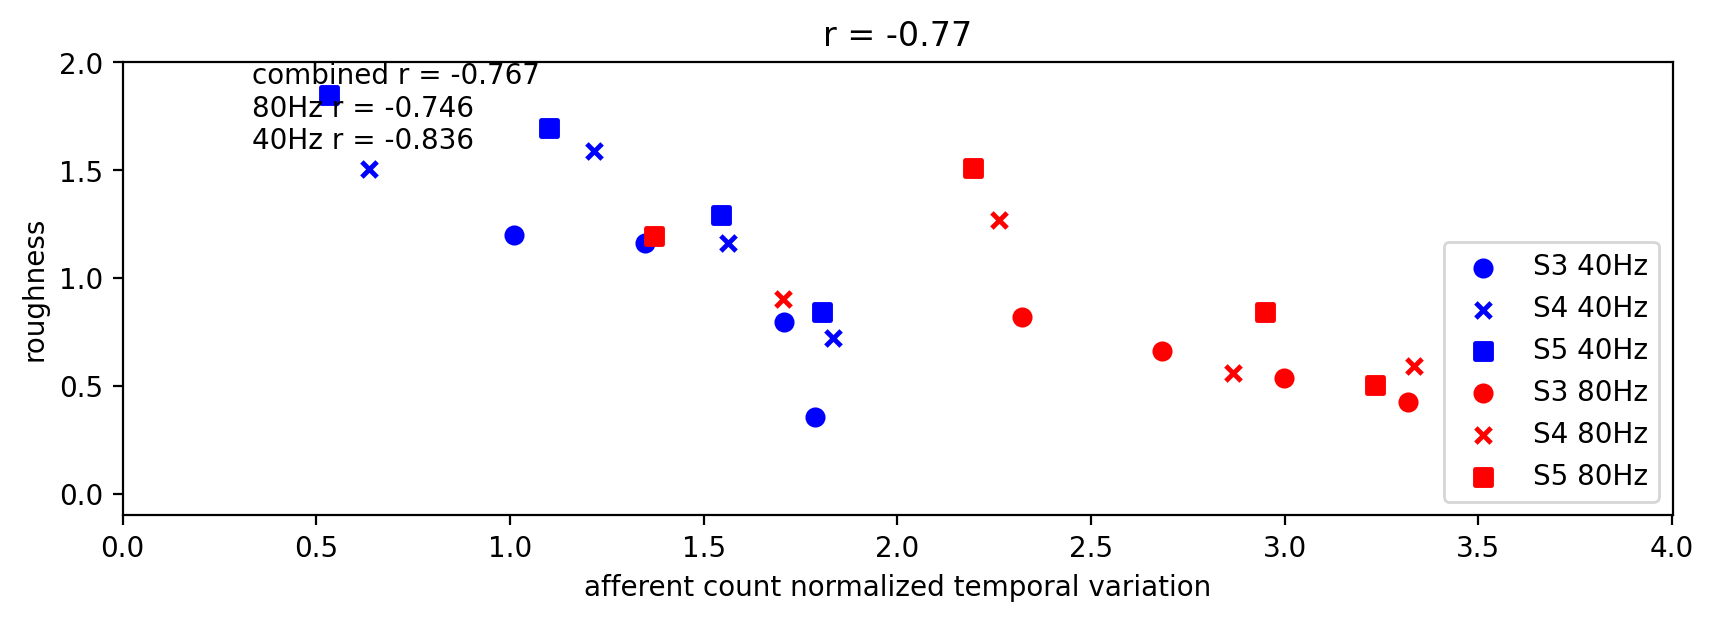 r = -0.77
combined r = -0.767
80Hz r = -0.746
40Hz r = -0.836
2.0
1.5
1.0
0.5
0.0
roughness
S3 40Hz
S4 40Hz
S5 40Hz
S3 80Hz
S4 80Hz
S5 80Hz
0.0 0.5 1.0 1.5 2.0 2.5 3.0 3.5 4.0
afferent count normalized temporal variation